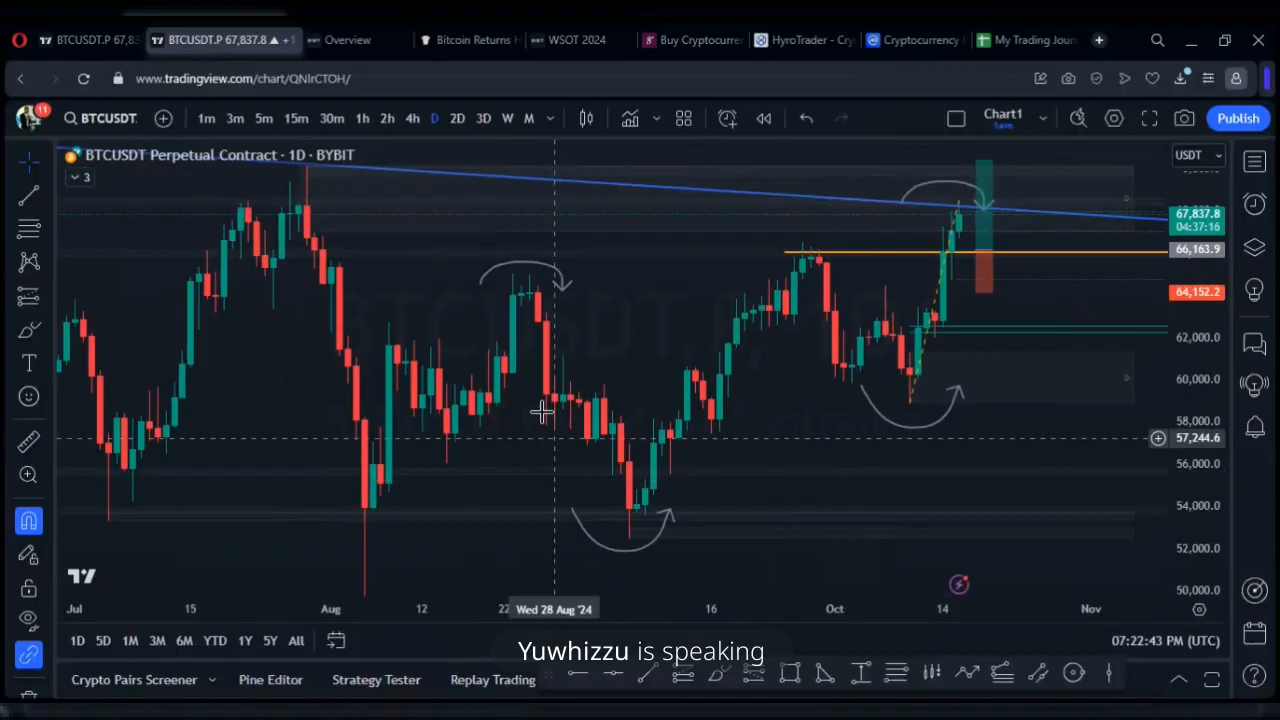 BTCUSDT.P 67,83
BTCUSDT.P 67,837.8 ▲ +1
Overview
Bitcoin Returns H
WSOT 2024
Buy Cryptocurrer
HyroTrader - Cry
Cryptocurrency
My Trading Journ
www.tradingview.com/chart/QNlrCTOH/
11
BTCUSDT.
1m 3m 5m 15m 30m 1h 2h 4h D 2D 3D W M
Chart1
Save
Publish
BTCUSDT Perpetual Contract · 1D · BYBIT
USDT
3
67,837.8
04:37:16
66,163.9
64,152.2
62,000.0
60,000.0
58,000.0
57,244.6
56,000.0
54,000.0
52,000.0
50,000.0
Jul 15 Aug 12 22 Wed 28 Aug '24 16 Oct 14 Nov
1D 5D 1M 3M 6M YTD 1Y 5Y All
07:22:43 PM (UTC)
Yuwhizzu is speaking
Crypto Pairs Screener Pine Editor Strategy Tester Replay Trading